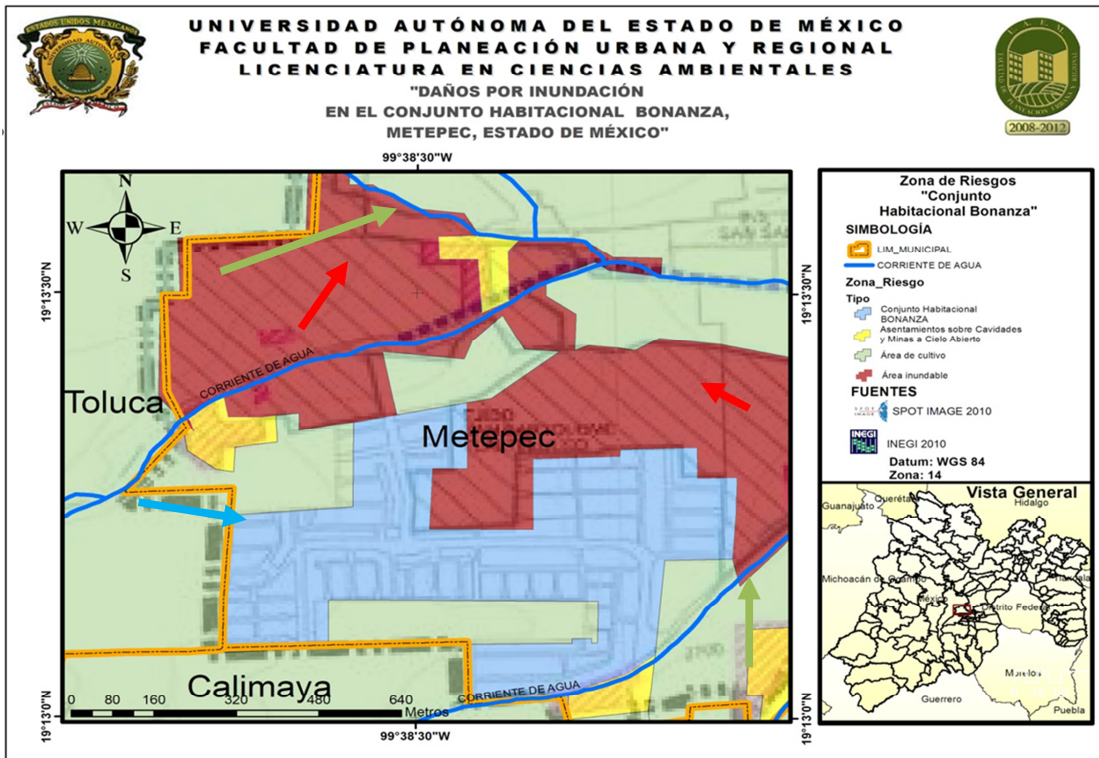 UNIVERSIDAD AUTÓNOMA DEL ESTADO DE MÉXICO
FACULTAD DE PLANEACIÓN URBANA Y REGIONAL
LICENCIATURA EN CIENCIAS AMBIENTALES
"DAÑOS POR INUNDACIÓN
EN EL CONJUNTO HABITACIONAL BONANZA,
METEPEC, ESTADO DE MÉXICO"
2008-2012
99°38'30"W
N
W
E
S
19°13'30"N
19°13'30"N
CORRIENTE DE AGUA
Toluca
Metepec
Calimaya
CORRIENTE DE AGUA
0 80 160 320 480 640
Metros
19°13'0"N
19°13'0"N
99°38'30"W
Zona de Riesgos
"Conjunto
Habitacional Bonanza"
SIMBOLOGÍA
LIM_MUNICIPAL
CORRIENTE DE AGUA
Zona_Riesgo
Tipo
Conjunto Habitacional
BONANZA
Asentamientos sobre Cavidades
y Minas a Cielo Abierto
Área de cultivo
Área inundable
FUENTES
SPOT IMAGE 2010
INEGI
INEGI 2010
Datum: WGS 84
Zona: 14
Vista General
Guanajuato
Hidalgo
Michoacán de Ocampo
México
Distrito Federal
Tlaxcala
Morelos
Guerrero
Puebla